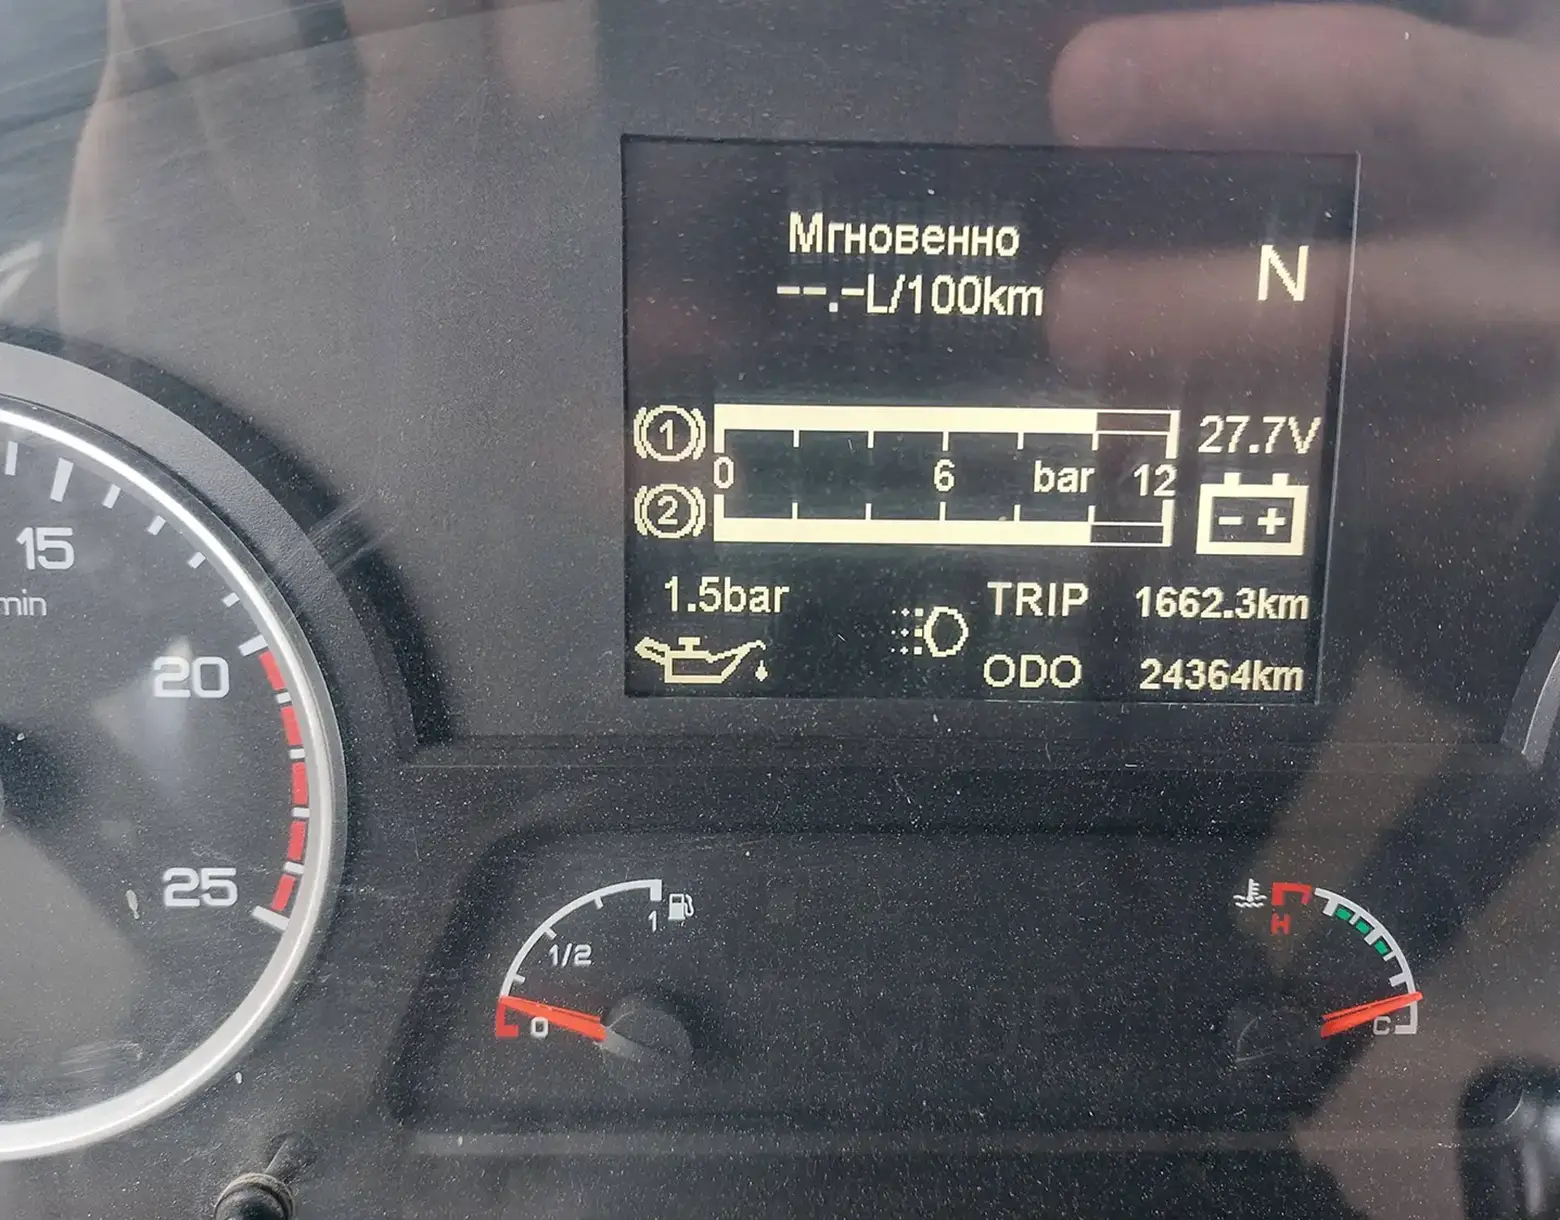 Мгновенно
--.-L/100km
N
1
27.7V
0 6 bar 12
2
- +
1.5bar
TRIP 1662.3km
ODO 24364km
15
min
20
25
1
1/2
0
H
C